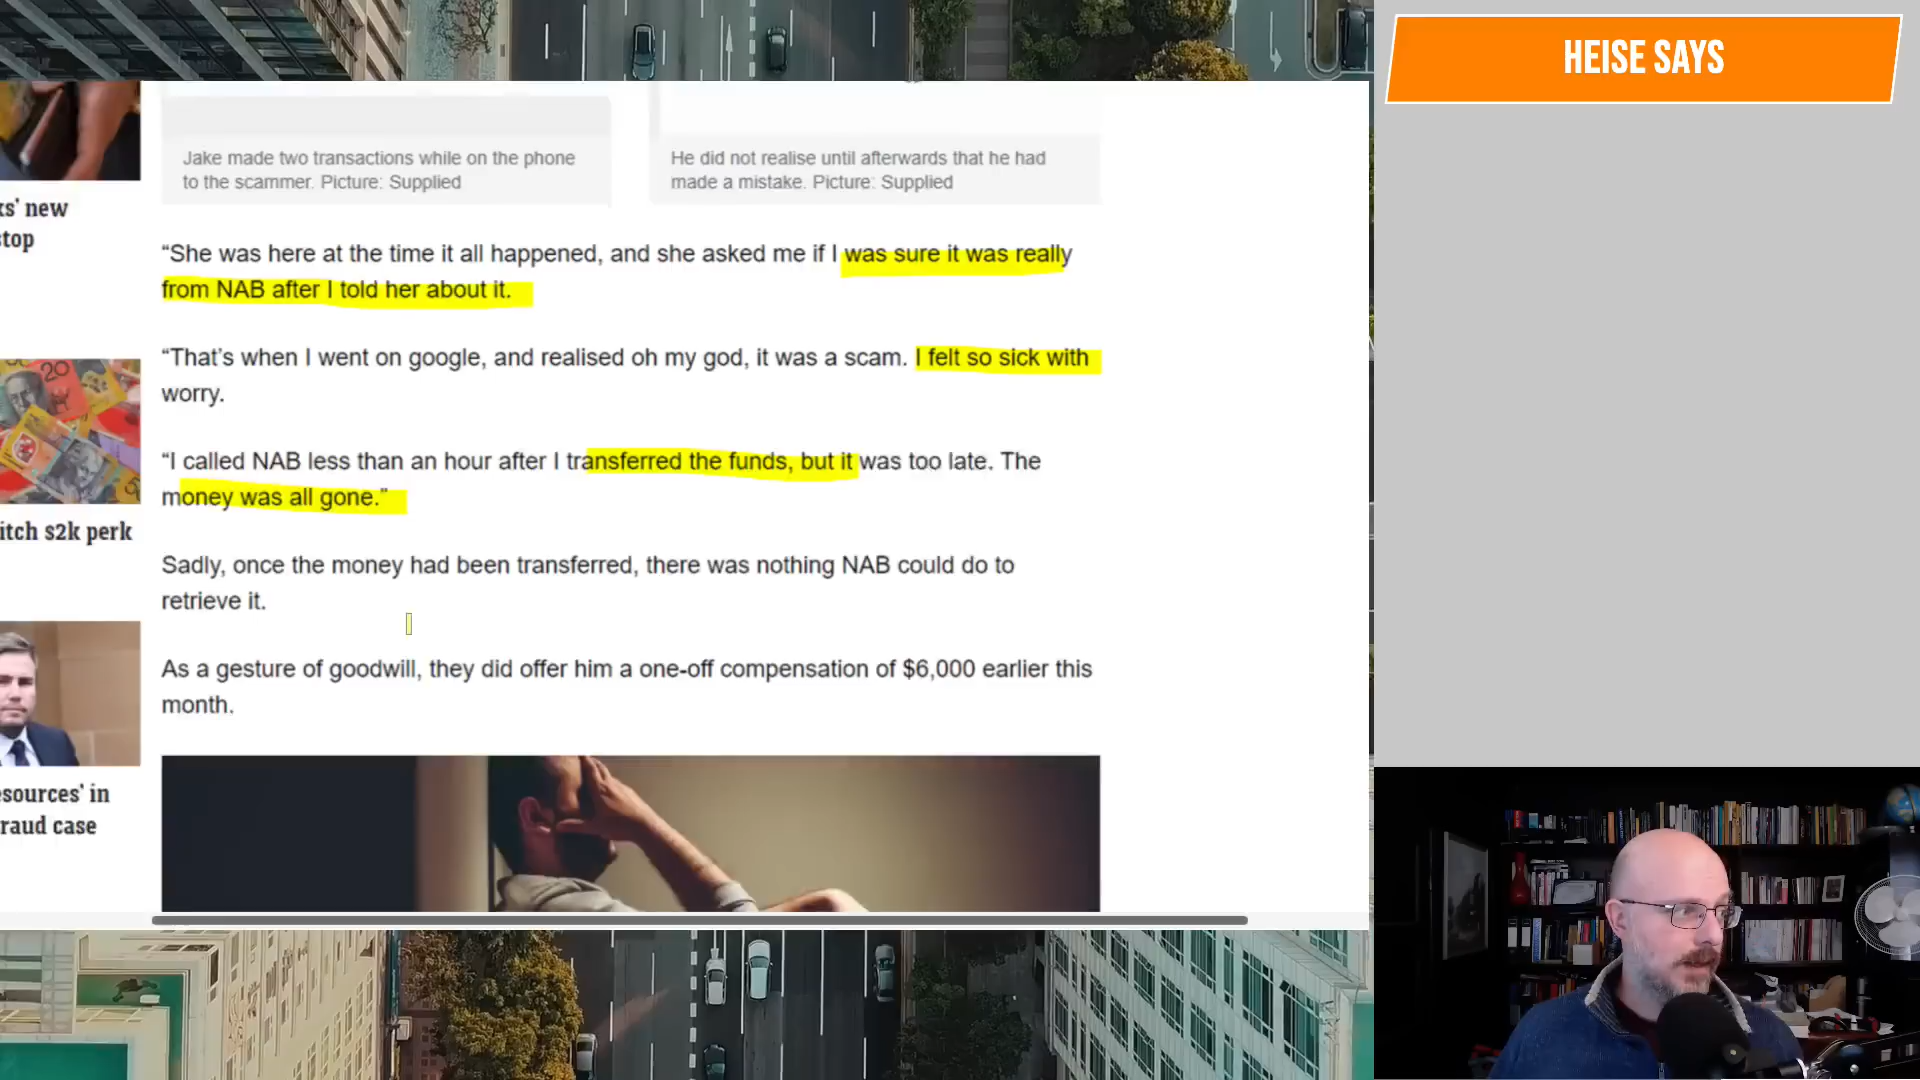 HEISE SAYS
Jake made two transactions while on the phone
to the scammer. Picture: Supplied
He did not realise until afterwards that he had
made a mistake. Picture: Supplied
ks' new
stop
“She was here at the time it all happened, and she asked me if I was sure it was really
from NAB after I told her about it.
“That’s when I went on google, and realised oh my god, it was a scam. I felt so sick with
worry.
“I called NAB less than an hour after I transferred the funds, but it was too late. The
money was all gone.”
itch $2k perk
Sadly, once the money had been transferred, there was nothing NAB could do to
retrieve it.
As a gesture of goodwill, they did offer him a one-off compensation of $6,000 earlier this
month.
esources' in
raud case